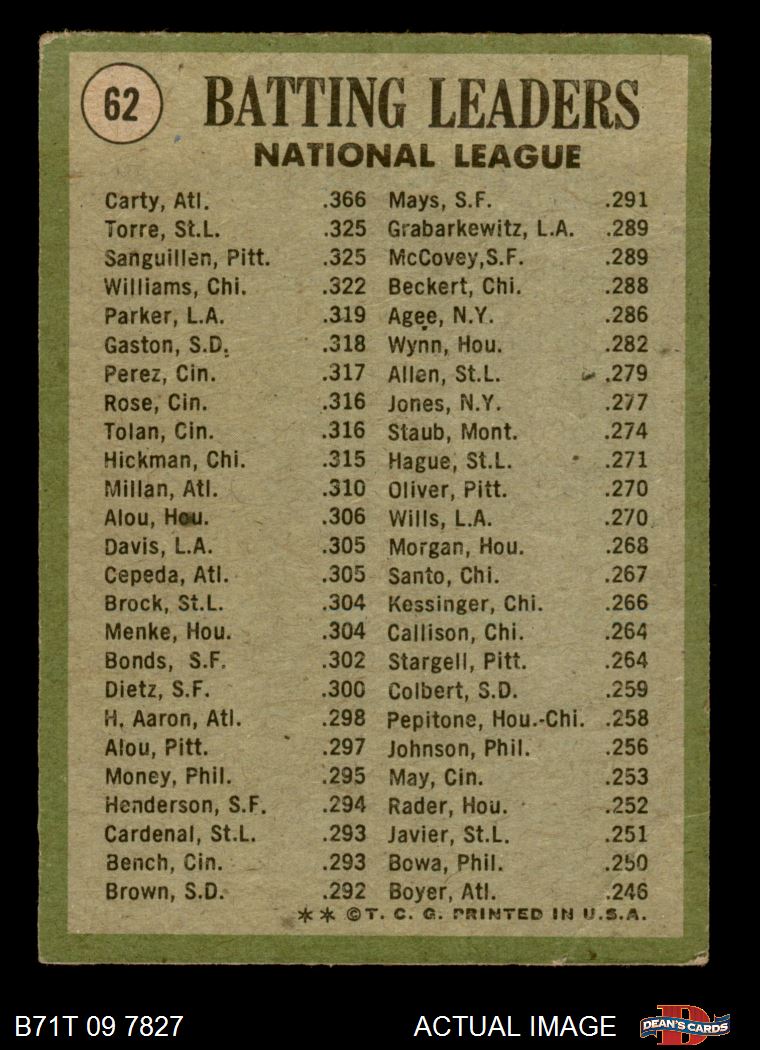 62 BATTING LEADERS
NATIONAL LEAGUE
Carty, Atl. .366
Torre, St.L. .325
Sanguillen, Pitt. .325
Williams, Chi. .322
Parker, L.A. .319
Gaston, S.D. .318
Perez, Cin. .317
Rose, Cin. .316
Tolan, Cin. .316
Hickman, Chi. .315
Millan, Atl. .310
Alou, Hou. .306
Davis, L.A. .305
Cepeda, Atl. .305
Brock, St.L. .304
Menke, Hou. .304
Bonds, S.F. .302
Dietz, S.F. .300
H. Aaron, Atl. .298
Alou, Pitt. .297
Money, Phil. .295
Henderson, S.F. .294
Cardenal, St.L. .293
Bench, Cin. .293
Brown, S.D. .292
Mays, S.F. .291
Grabarkewitz, L.A. .289
McCovey,S.F. .289
Beckert, Chi. .288
Agee, N.Y. .286
Wynn, Hou. .282
Allen, St.L. .279
Jones, N.Y. .277
Staub, Mont. .274
Hague, St.L. .271
Oliver, Pitt. .270
Wills, L.A. .270
Morgan, Hou. .268
Santo, Chi. .267
Kessinger, Chi. .266
Callison, Chi. .264
Stargell, Pitt. .264
Colbert, S.D. .259
Pepitone, Hou.-Chi. .258
Johnson, Phil. .256
May, Cin. .253
Rader, Hou. .252
Javier, St.L. .251
Bowa, Phil. .250
Boyer, Atl. .246
** ©T. C. G. PRINTED IN U.S.A.
B71T 09 7827 ACTUAL IMAGE
D
DEAN'S CARDS